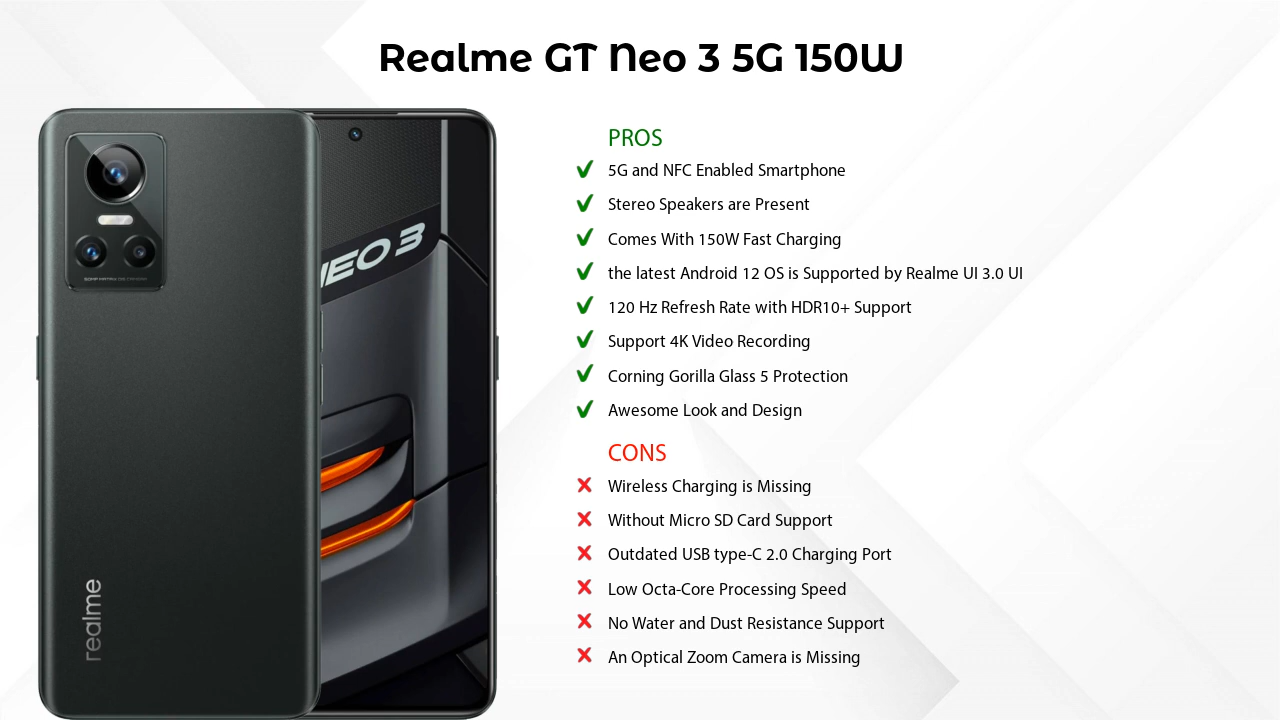 Realme GT Neo 3 5G 150W
NEO 3
50MP MATRIX OIS CAMERA
realme
PROS
5G and NFC Enabled Smartphone
Stereo Speakers are Present
Comes With 150W Fast Charging
the latest Android 12 OS is Supported by Realme UI 3.0 UI
120 Hz Refresh Rate with HDR10+ Support
Support 4K Video Recording
Corning Gorilla Glass 5 Protection
Awesome Look and Design
CONS
Wireless Charging is Missing
Without Micro SD Card Support
Outdated USB type-C 2.0 Charging Port
Low Octa-Core Processing Speed
No Water and Dust Resistance Support
An Optical Zoom Camera is Missing